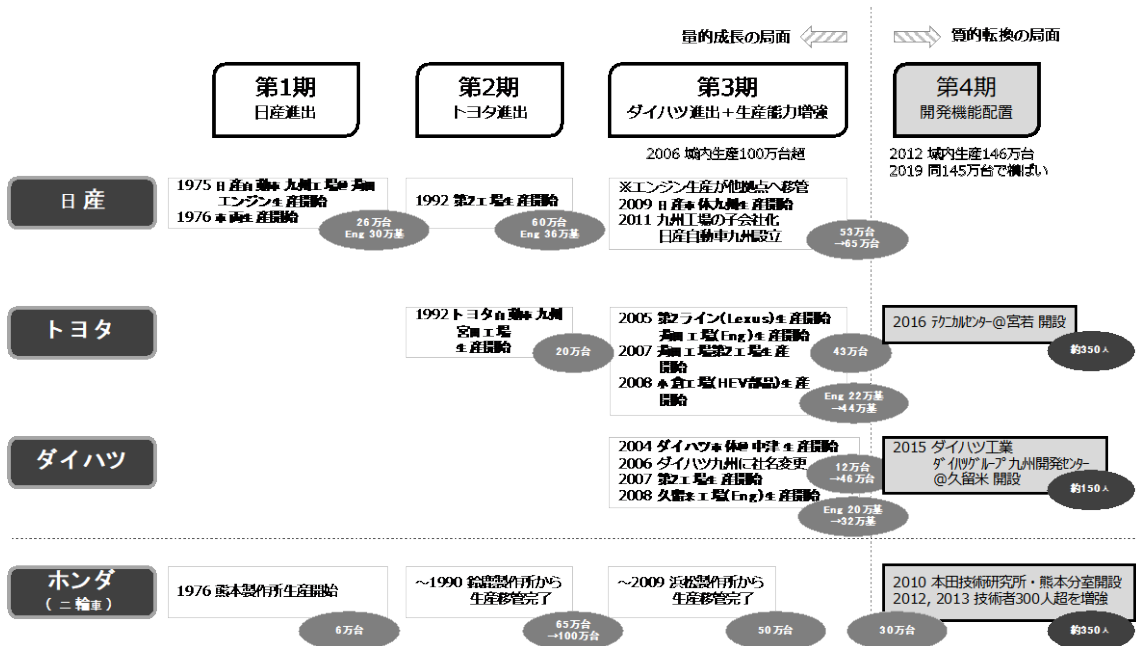 量的成長の局面
質的転換の局面
第1期
日産進出
第2期
トヨタ進出
第3期
ダイハツ進出+生産能力増強
第4期
開発機能配置
2006 域内生産100万台超
2012 域内生産146万台
2019 同145万台で横ばい
日産
1975 日産自動車 九州工場@苅田
エンジン生産開始
1976 車両生産開始
26万台
Eng 30万基
1992 第2工場生産開始
60万台
Eng 36万基
※エンジン生産が他拠点へ移管
2009 日産車体九州生産開始
2011 九州工場の子会社化
日産自動車九州設立
53万台
→65万台
トヨタ
1992 トヨタ自動車九州
宮田工場
生産開始
20万台
2005 第2ライン(Lexus)生産開始
苅田工場(Eng)生産開始
2007 苅田工場第2工場生産
開始
2008 小倉工場(HEV部品)生産
開始
43万台
Eng 22万基
→44万基
2016 テクニカルセンター@宮若 開設
約350人
ダイハツ
2004 ダイハツ車体@中津 生産開始
2006 ダイハツ九州に社名変更
2007 第2工場生産開始
2008 久留米工場(Eng)生産開始
12万台
→46万台
Eng 20万基
→32万基
2015 ダイハツ工業
ダイハツグループ九州開発センター
@久留米 開設
約150人
ホンダ
(二輪車)
1976 熊本製作所生産開始
6万台
～1990 鈴鹿製作所から
生産移管完了
65万台
→100万台
～2009 浜松製作所から
生産移管完了
50万台
30万台
2010 本田技術研究所・熊本分室開設
2012, 2013 技術者300人超を増強
約350人